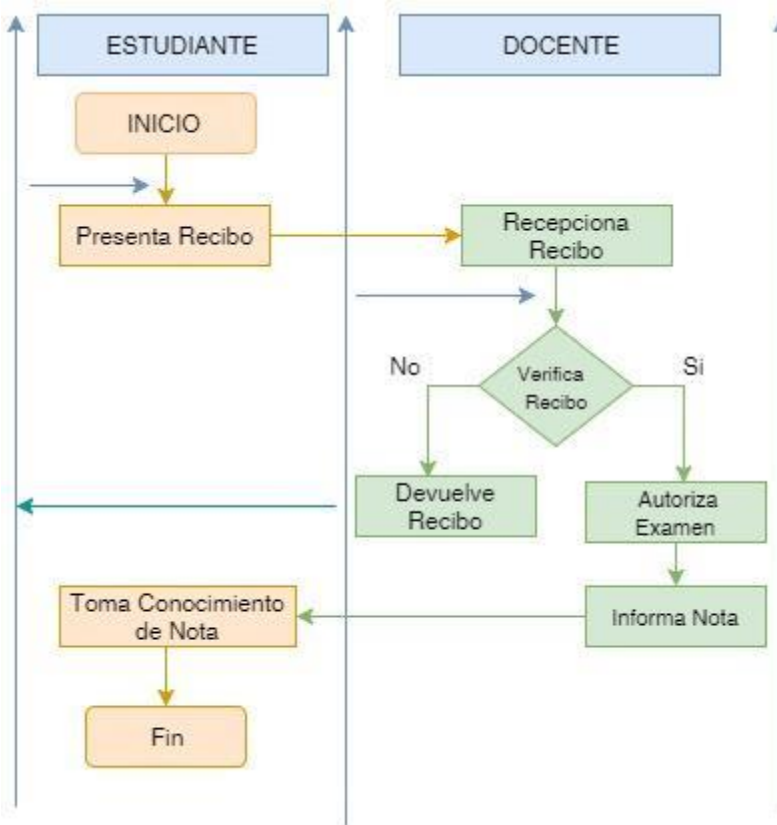 ESTUDIANTE
DOCENTE
INICIO
Presenta Recibo
Recepciona
Recibo
No
Si
Verifica
Recibo
Devuelve
Recibo
Autoriza
Examen
Toma Conocimiento
de Nota
Informa Nota
Fin